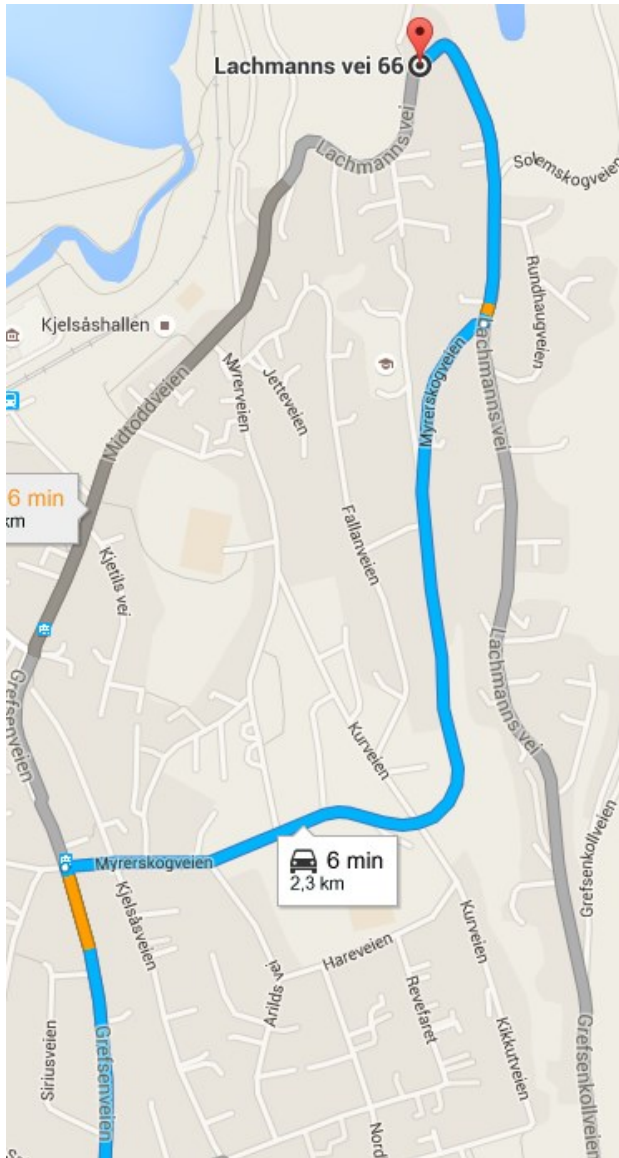 Lachmanns vei 66
Lachmanns vei
Solemskogveien
Rundhaugveien
Kjelsåshallen
Myrerskogveien
Lachmanns vei
Myrerveien
Jetteveien
Midtoddveien
6 min
km
Fallanveien
Kjetils vei
Lachmanns vei
Grefsenveien
Kurveien
Grefsenkollveien
Myrerskogveien
6 min
2,3 km
Kjelsåsveien
Kurveien
Hareveien
Arilds vei
Revefaret
Kikkutveien
Siriusveien
Grefsenveien
Grefsenkollveien
Nord